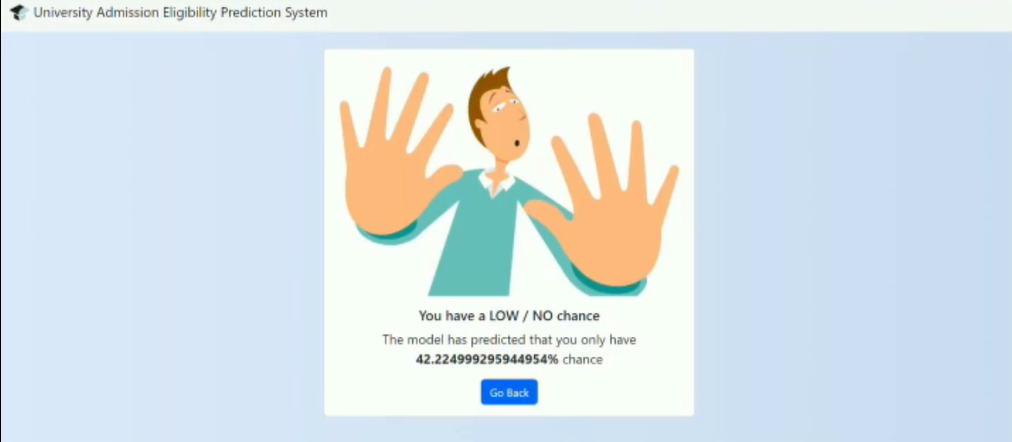 University Admission Eligibility Prediction System
You have a LOW / NO chance
The model has predicted that you only have
42.224999295944954% chance
Go Back